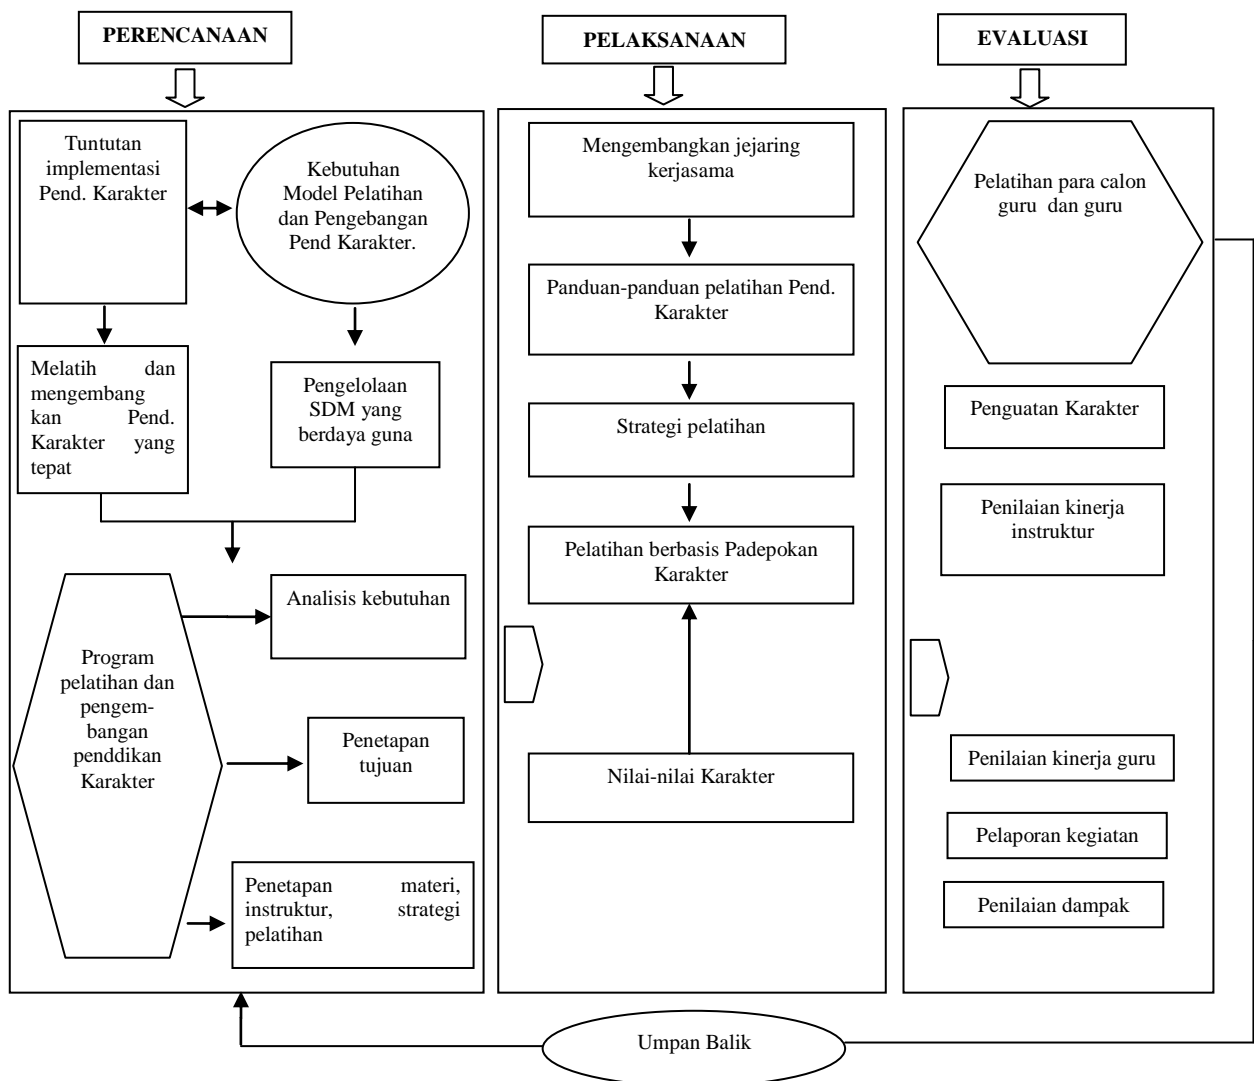 PERENCANAAN
Tuntutan
implementasi
Pend. Karakter
Kebutuhan
Model Pelatihan
dan Pengebangan
Pend Karakter.
Melatih dan
mengembang
kan Pend.
Karakter yang
tepat
Pengelolaan
SDM yang
berdaya guna
Program
pelatihan dan
pengem-
bangan
penddikan
Karakter
Analisis kebutuhan
Penetapan
tujuan
Penetapan materi,
instruktur, strategi
pelatihan
PELAKSANAAN
Mengembangkan jejaring
kerjasama
Panduan-panduan pelatihan Pend.
Karakter
Strategi pelatihan
Pelatihan berbasis Padepokan
Karakter
Nilai-nilai Karakter
EVALUASI
Pelatihan para calon
guru dan guru
Penguatan Karakter
Penilaian kinerja
instruktur
Penilaian kinerja guru
Pelaporan kegiatan
Penilaian dampak
Umpan Balik